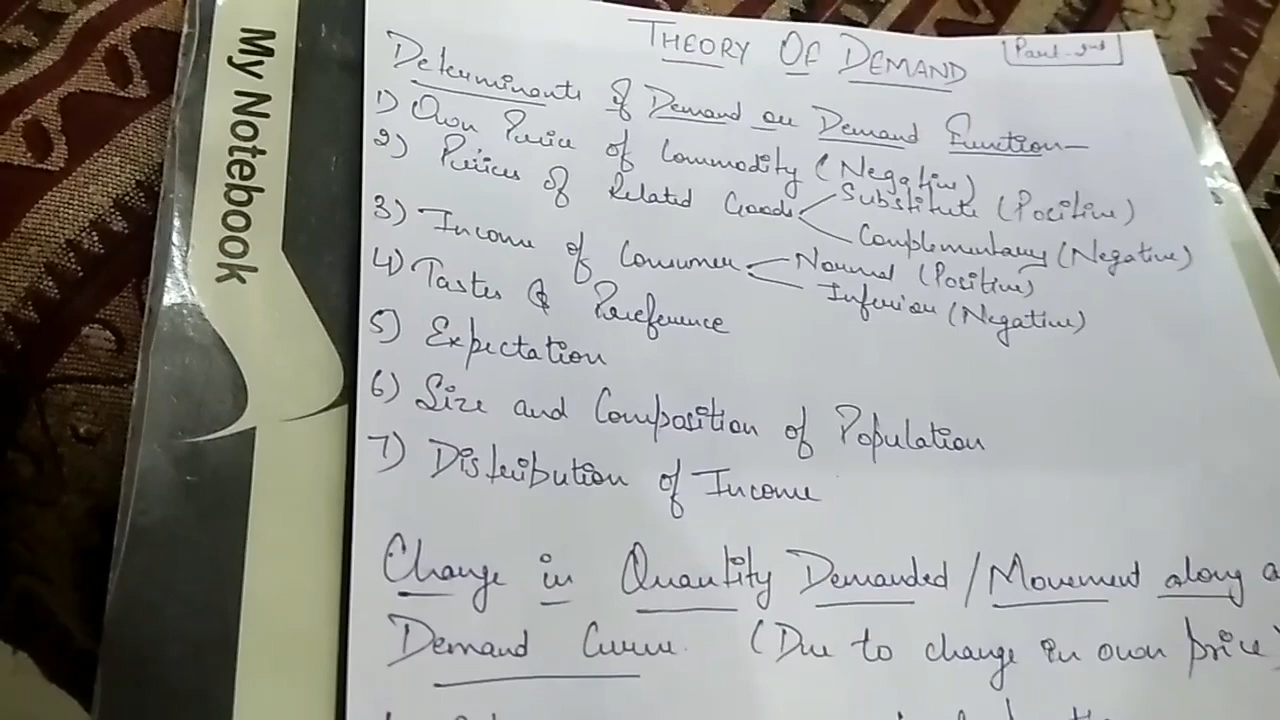 My Notebook
THEORY OF DEMAND
Part-2nd
Determinants of Demand or Demand Function-
1) Own Price of Commodity (Negative)
2) Prices of Related Goods
Substitute (Positive)
Complementary (Negative)
3) Income of Consumer
Normal (Positive)
Inferior (Negative)
4) Tastes & Preference
5) Expectation
6) Size and Composition of Population
7) Distribution of Income
Change in Quantity Demanded / Movement along a
Demand Curve. (Due to change in own price)